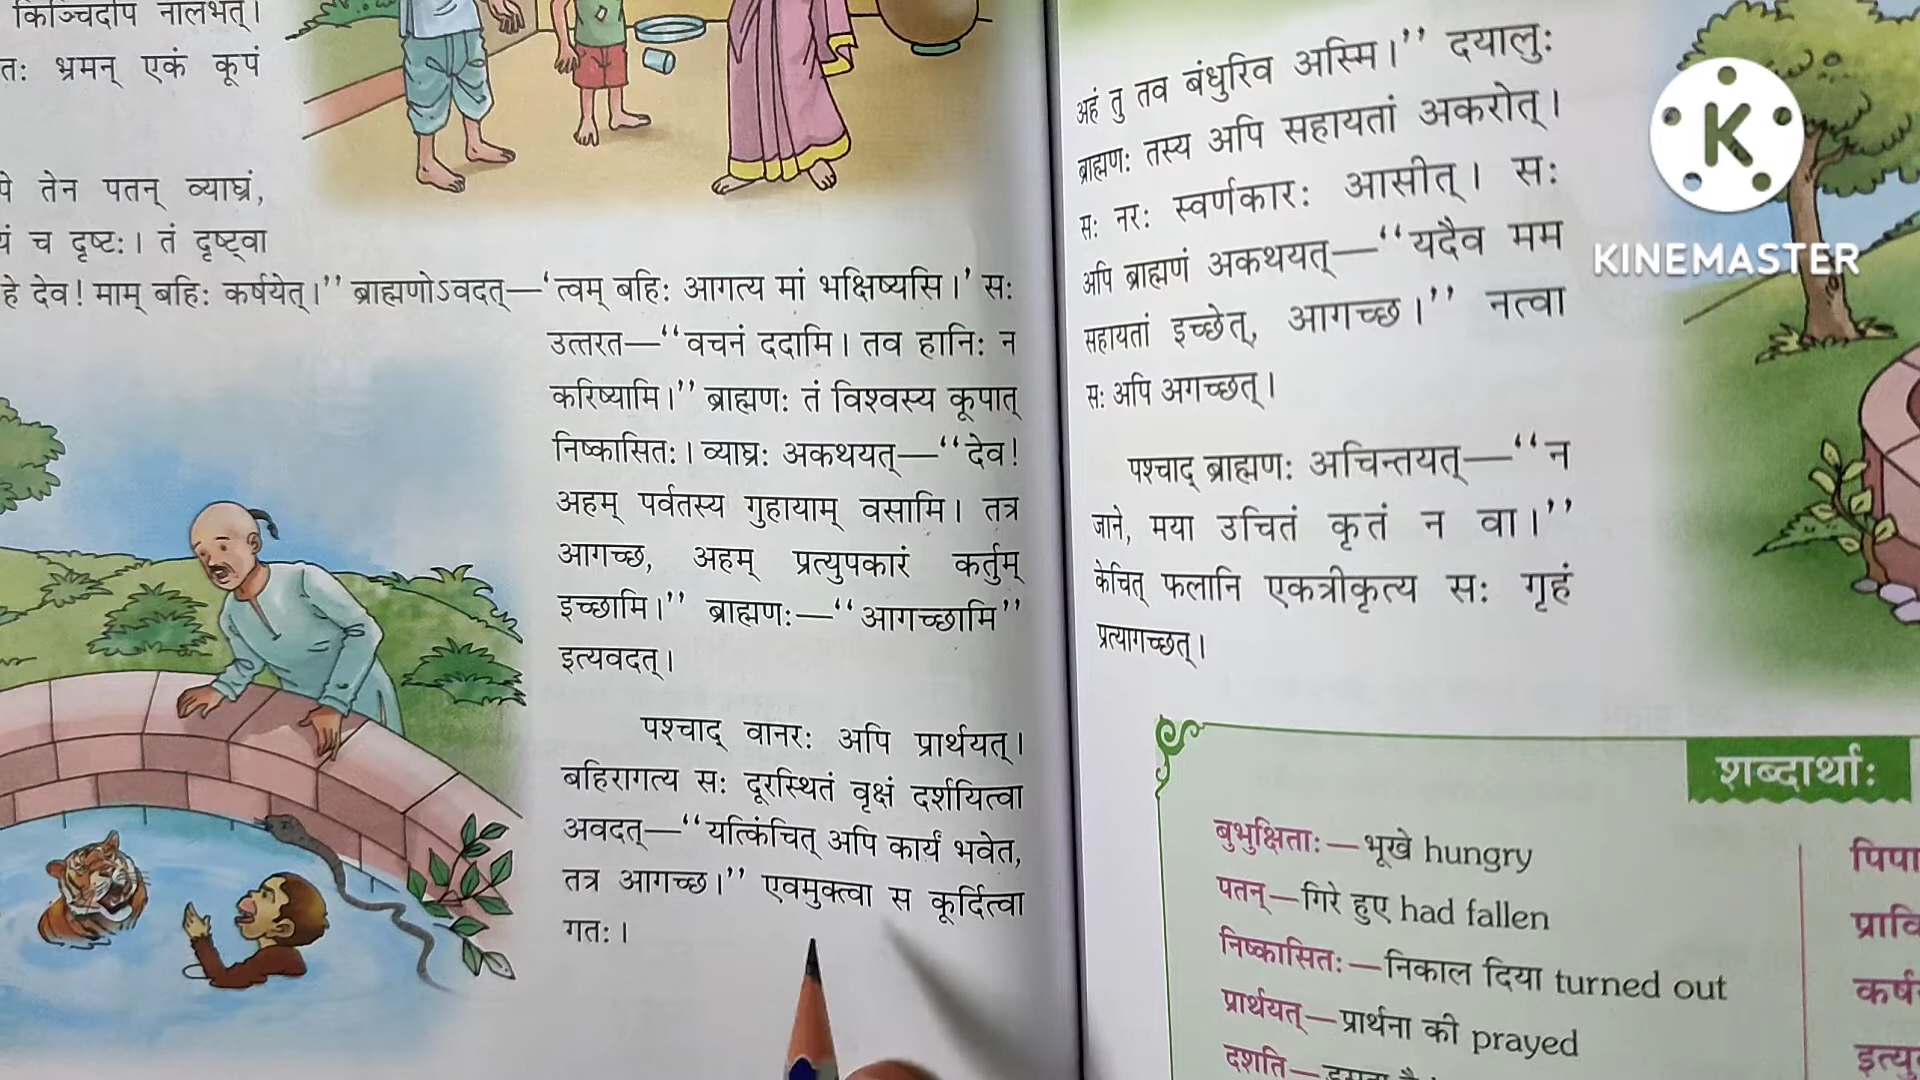 किञ्चिदपि नालभत्।
भ्रमन् एकं कूपं
तेन पतन् व्याघ्रं,
च दृष्टः। तं दृष्ट्वा
हे देव! माम् बहिः कर्षयेत्।” ब्राह्मणोऽवदत्—‘त्वम् बहिः आगत्य मां भक्षिष्यसि।’ सः
उत्तरत—“वचनं ददामि। तव हानिः न
करिष्यामि।” ब्राह्मणः तं विश्वस्य कूपात्
निष्कासितः। व्याघ्रः अकथयत्—“देव!
अहम् पर्वतस्य गुहायाम् वसामि। तत्र
आगच्छ, अहम् प्रत्युपकारं कर्तुम्
इच्छामि।” ब्राह्मणः—“आगच्छामि”
इत्यवदत्।
पश्चाद् वानरः अपि प्रार्थयत्।
बहिरागत्य सः दूरस्थितं वृक्षं दर्शयित्वा
अवदत्—“यत्किंचित् अपि कार्यं भवेत,
तत्र आगच्छ।” एवमुक्त्वा स कूर्दित्वा
गतः।
अहं तु तव बंधुरिव अस्मि।” दयालुः
ब्राह्मणः तस्य अपि सहायतां अकरोत्।
सः नरः स्वर्णकारः आसीत्। सः
अपि ब्राह्मणं अकथयत्—“यदैव मम
सहायतां इच्छेत्, आगच्छ।” नत्वा
सः अपि अगच्छत्।
पश्चाद् ब्राह्मणः अचिन्तयत्—“न
जाने, मया उचितं कृतं न वा।”
केचित् फलानि एकत्रीकृत्य सः गृहं
प्रत्यागच्छत्।
शब्दार्थाः
बुभुक्षिताः—भूखे hungry
पतन्—गिरे हुए had fallen
निष्कासितः—निकाल दिया turned out
प्रार्थयत्—प्रार्थना की prayed
दशति—
K
KINEMASTER